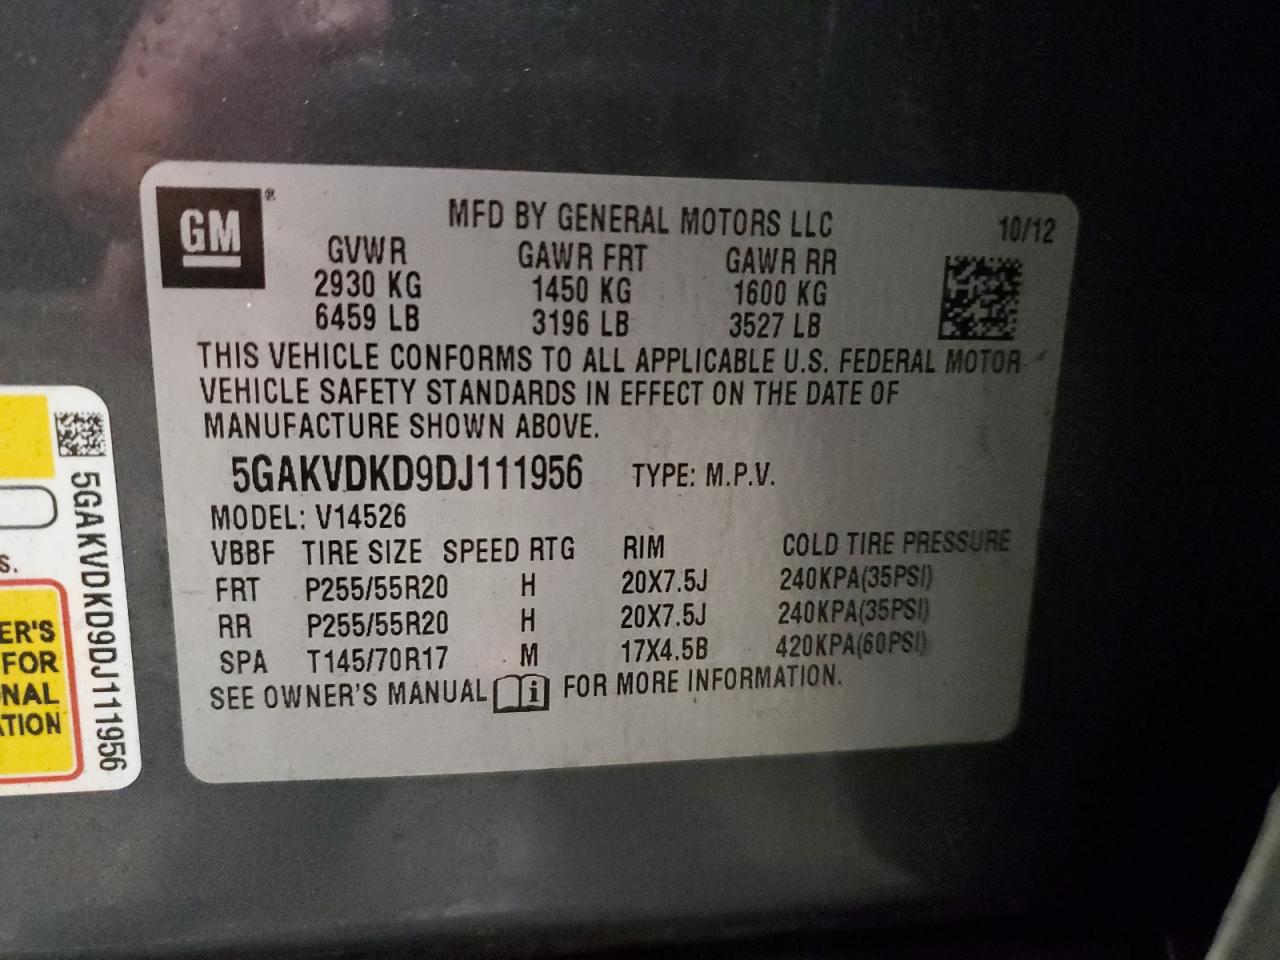 GM ®
MFD BY GENERAL MOTORS LLC 10/12
GVWR GAWR FRT GAWR RR
2930 KG 1450 KG 1600 KG
6459 LB 3196 LB 3527 LB
THIS VEHICLE CONFORMS TO ALL APPLICABLE U.S. FEDERAL MOTOR
VEHICLE SAFETY STANDARDS IN EFFECT ON THE DATE OF
MANUFACTURE SHOWN ABOVE.
5GAKVDKD9DJ111956 TYPE: M.P.V.
MODEL: V14526
VBBF TIRE SIZE SPEED RTG RIM COLD TIRE PRESSURE
FRT P255/55R20 H 20X7.5J 240KPA(35PSI)
RR P255/55R20 H 20X7.5J 240KPA(35PSI)
SPA T145/70R17 M 17X4.5B 420KPA(60PSI)
SEE OWNER'S MANUAL i FOR MORE INFORMATION.
5GAKVDKD9DJ111956
S.
ER'S
FOR
NAL
ATION